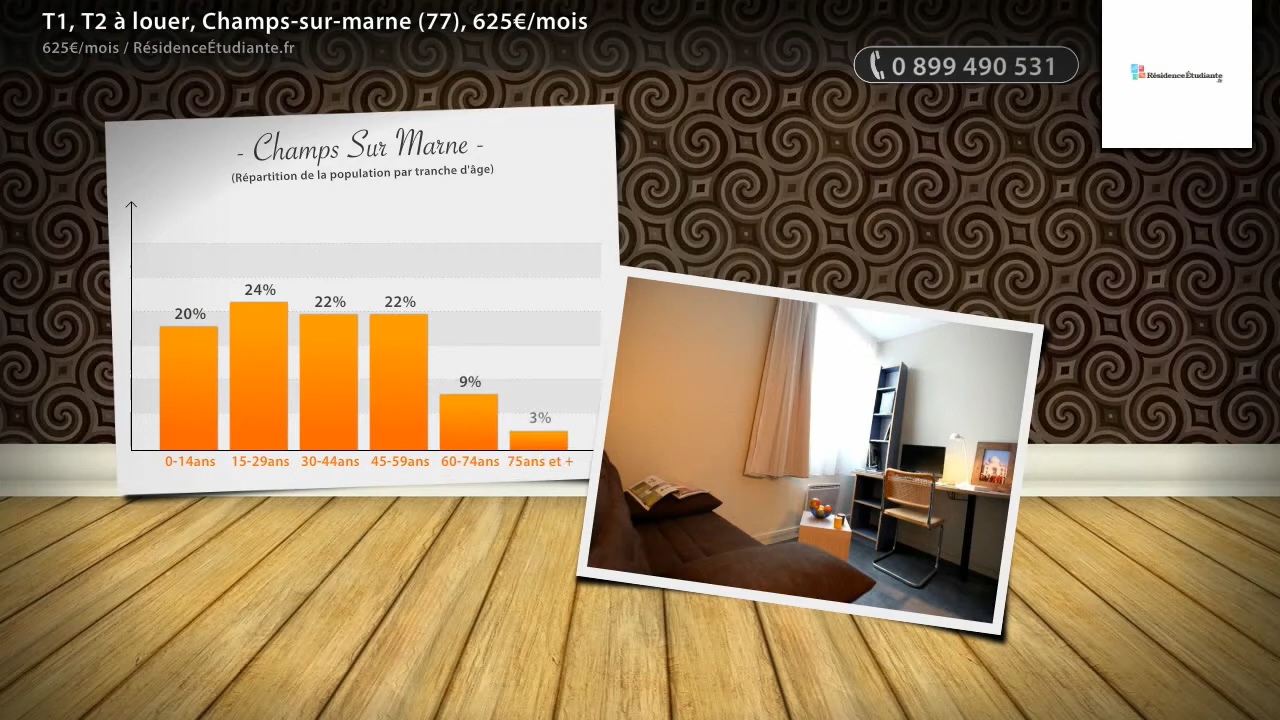 T1, T2 à louer, Champs-sur-marne (77), 625€/mois
625€/mois / RésidenceÉtudiante.fr
0 899 490 531
RésidenceÉtudiante
.fr
- Champs Sur Marne -
(Répartition de la population par tranche d'âge)
20%
24%
22%
22%
9%
3%
0-14ans
15-29ans
30-44ans
45-59ans
60-74ans
75ans et +